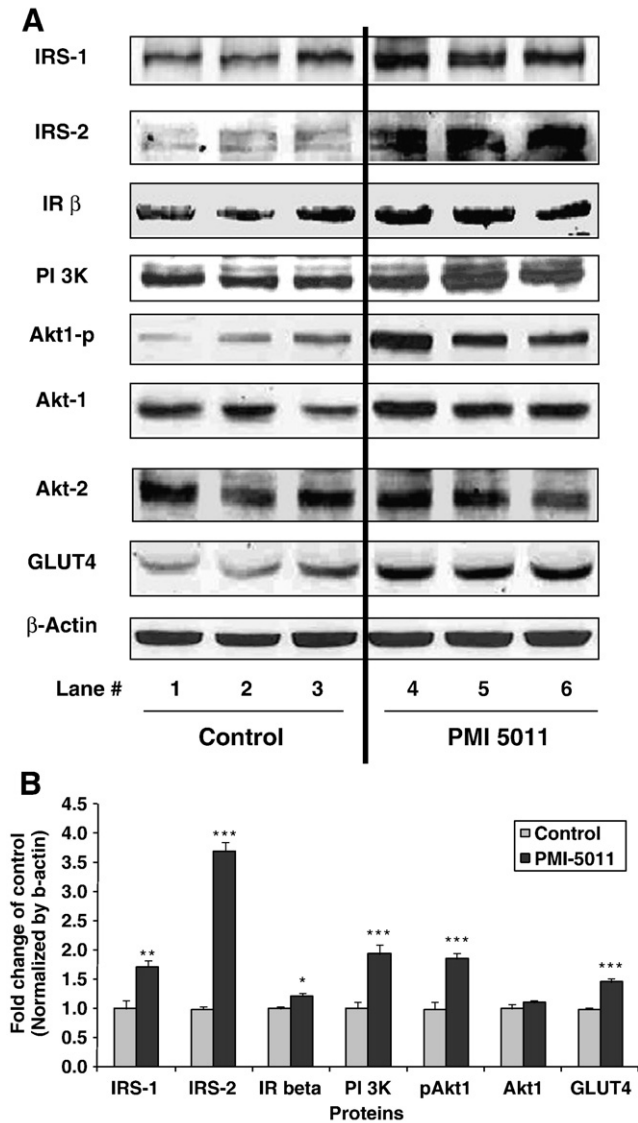 A
IRS-1
IRS-2
IR β
PI 3K
Akt1-p
Akt-1
Akt-2
GLUT4
β-Actin
Lane # 1 2 3 4 5 6
Control PMI 5011
B
Fold change of control
(Normalized by b-actin)
4.5
4.0
3.5
3.0
2.5
2.0
1.5
1.0
0.5
0.0
Control
PMI-5011
**
***
*
***
***
***
IRS-1 IRS-2 IR beta PI 3K pAkt1 Akt1 GLUT4
Proteins